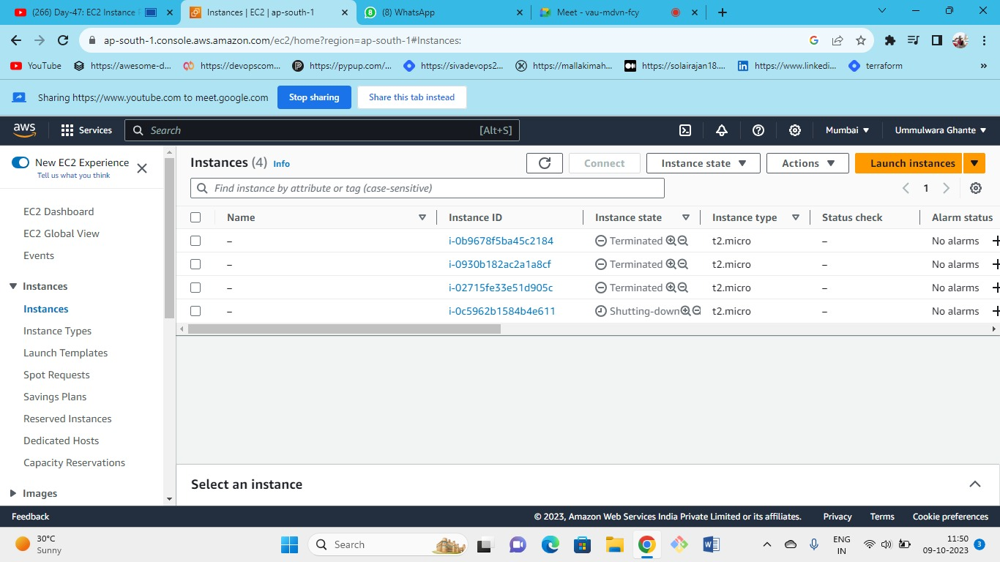 (266) Day-47: EC2 Instance
Instances | EC2 | ap-south-1
(8) WhatsApp
Meet - vau-mdvn-fcy
ap-south-1.console.aws.amazon.com/ec2/home?region=ap-south-1#Instances:
YouTube
https://awesome-d...
https://devopscom...
https://pypup.com/...
https://sivadevops2...
https://mallakimah...
https://solairajan18....
https://www.linkedi...
terraform
Sharing https://www.youtube.com to meet.google.com
Stop sharing
Share this tab instead
aws
Services
Search
[Alt+S]
Mumbai
Ummulwara Ghante
New EC2 Experience
Tell us what you think
EC2 Dashboard
EC2 Global View
Events
Instances
Instances
Instance Types
Launch Templates
Spot Requests
Savings Plans
Reserved Instances
Dedicated Hosts
Capacity Reservations
Images
Instances (4) Info
Connect
Instance state
Actions
Launch instances
Find instance by attribute or tag (case-sensitive)
1
Name Instance ID Instance state Instance type Status check Alarm status
– i-0b9678f5ba45c2184 Terminated t2.micro – No alarms
– i-0930b182ac2a1a8cf Terminated t2.micro – No alarms
– i-02715fe33e51d905c Terminated t2.micro – No alarms
– i-0c5962b1584b4e611 Shutting-down t2.micro – No alarms
Select an instance
Feedback
© 2023, Amazon Web Services India Private Limited or its affiliates.
Privacy
Terms
Cookie preferences
30°C
Sunny
Search
ENG
IN
11:50
09-10-2023
3